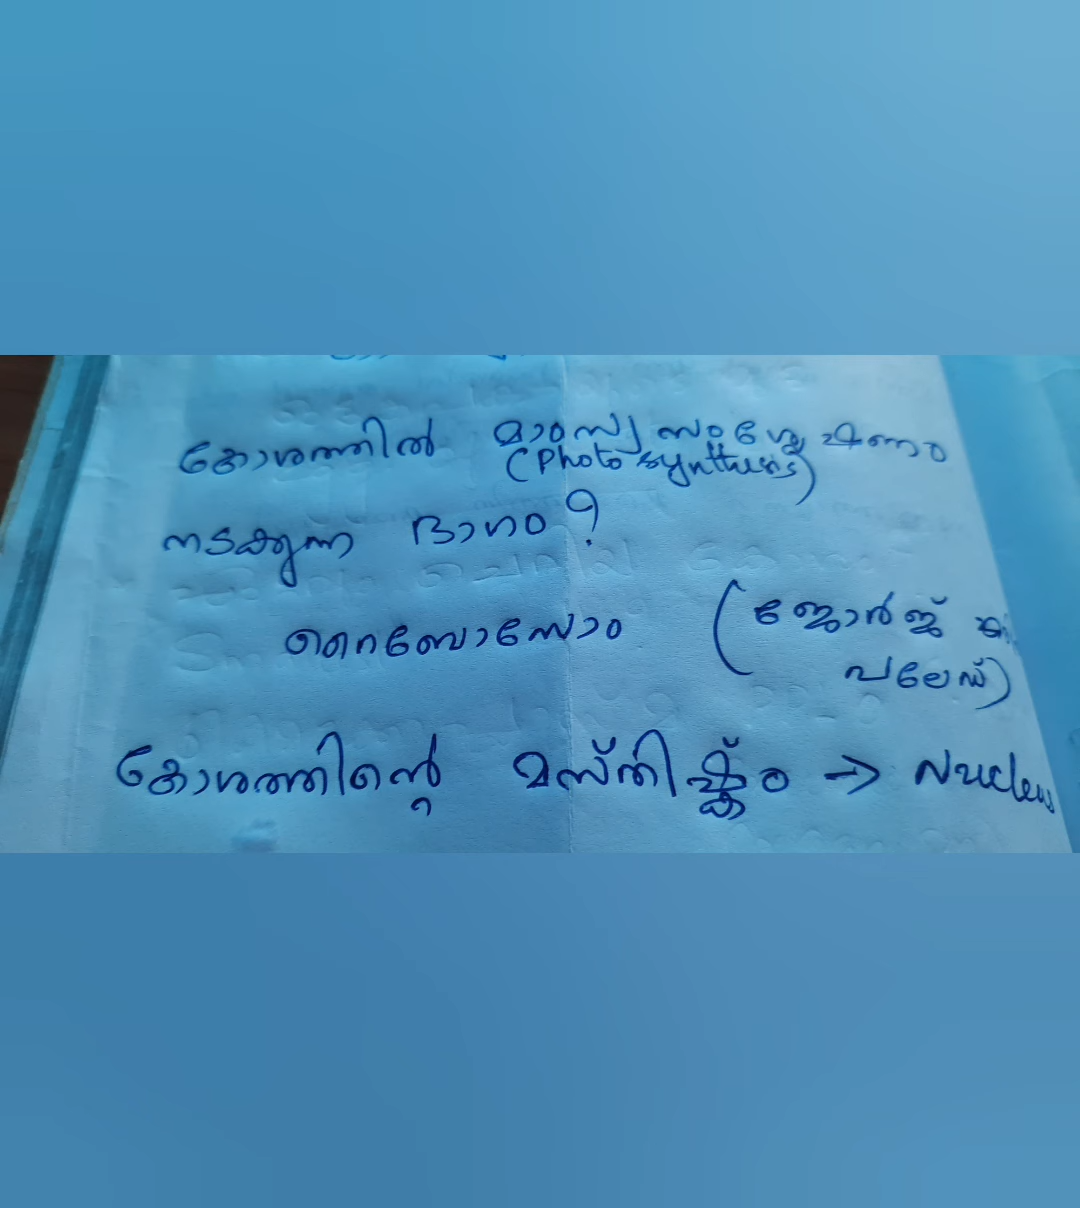 കോശത്തിൽ മാംസ്യ സംശ്ലേഷണം
(Photo synthesis)
നടക്കുന്ന ഭാഗം?
റൈബോസോം (ജോർജ്ജ്
പലേഡ്)
കോശത്തിന്റെ മസ്തിഷ്കം → Nucleus